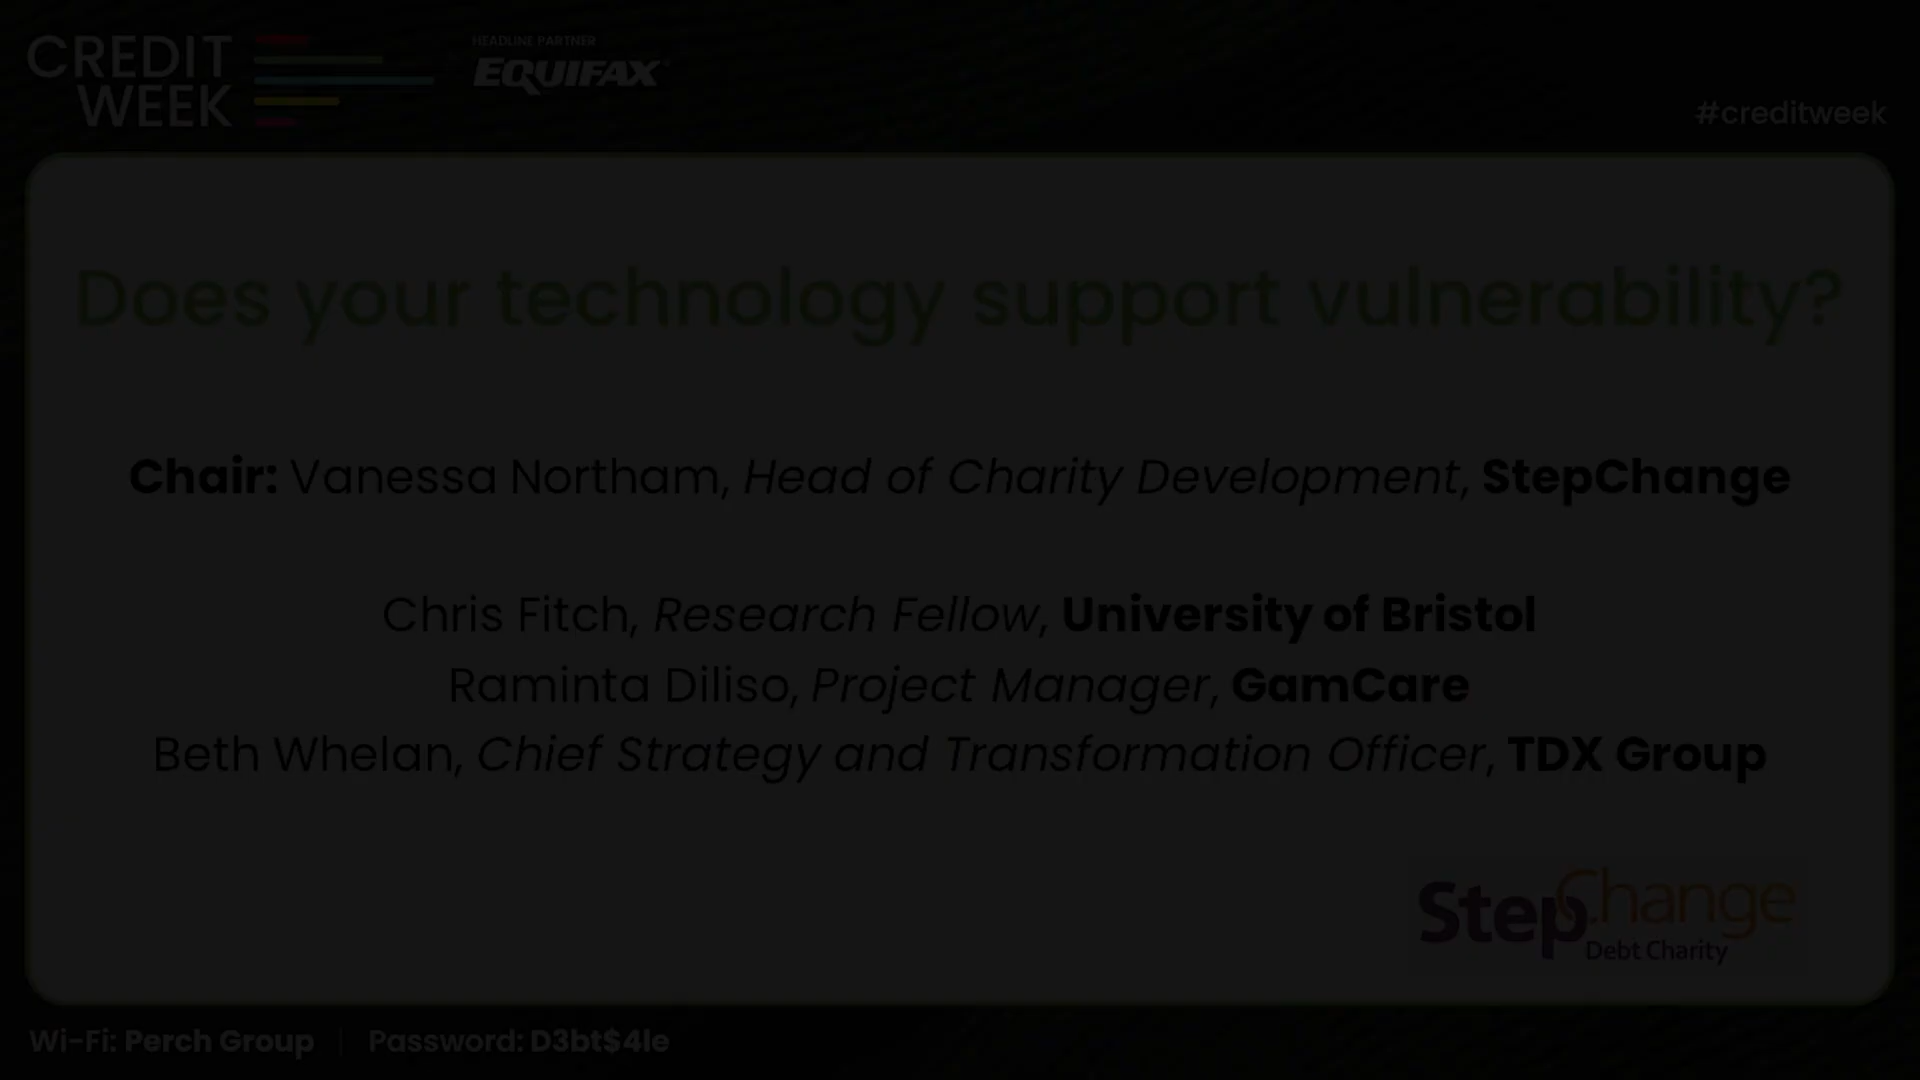 CREDIT
WEEK
HEADLINE PARTNER
EQUIFAX
#creditweek
Does your technology support vulnerability?
Chair: Vanessa Northam, Head of Charity Development, StepChange
Chris Fitch, Research Fellow, University of Bristol
Raminta Diliso, Project Manager, GamCare
Beth Whelan, Chief Strategy and Transformation Officer, TDX Group
StepChange
Debt Charity
Wi-Fi: Perch Group | Password: D3bt$4le